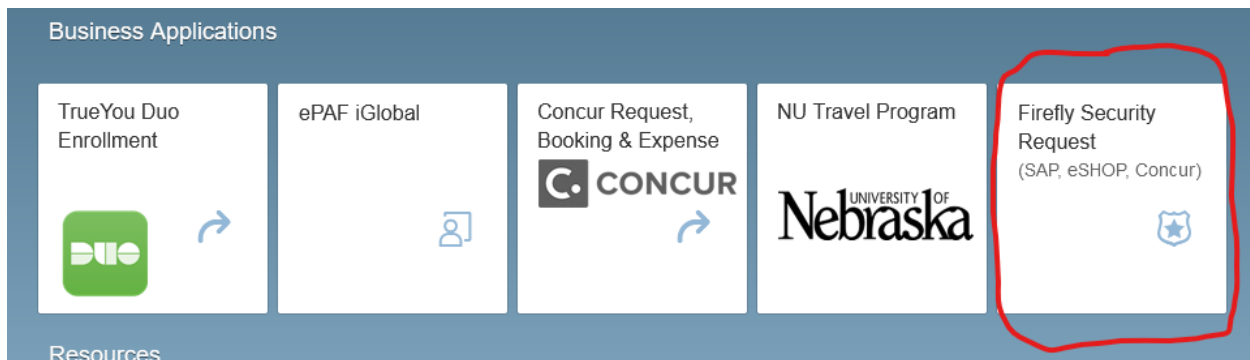 Business Applications
TrueYou Duo
Enrollment
DUO
ePAF iGlobal
Concur Request,
Booking & Expense
C. CONCUR
NU Travel Program
UNIVERSITY OF
Nebraska
Firefly Security
Request
(SAP, eSHOP, Concur)
Resources